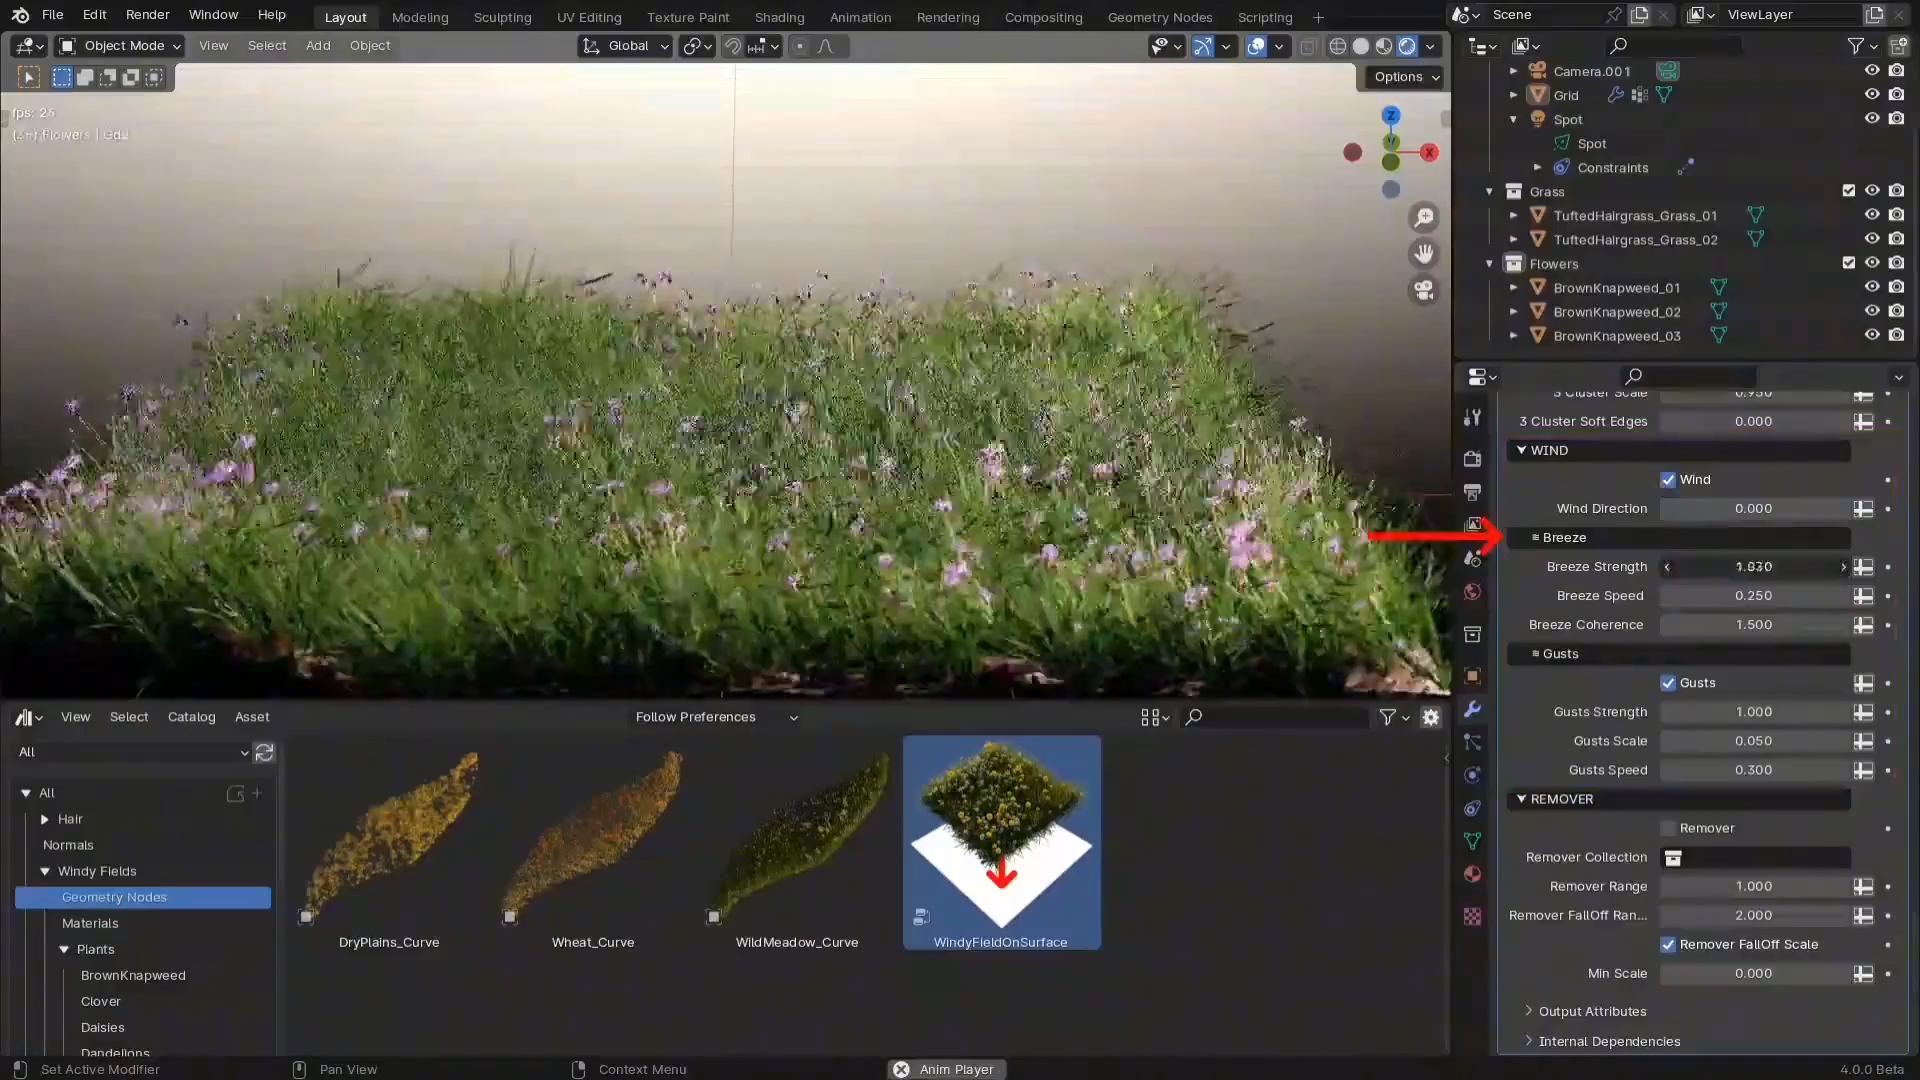 File Edit Render Window Help Layout Modeling Sculpting UV Editing Texture Paint Shading Animation Rendering Compositing Geometry Nodes Scripting + Scene ViewLayer
Object Mode View Select Add Object Global
Options
Camera.001
Grid
Spot
Spot
Constraints
Grass
TuftedHairgrass_Grass_01
TuftedHairgrass_Grass_02
Flowers
BrownKnapweed_01
BrownKnapweed_02
BrownKnapweed_03
Z
Y
X
3 Cluster Scale 0.950
3 Cluster Soft Edges 0.000
WIND
Wind
Wind Direction 0.000
Breeze
Breeze Strength
Breeze Speed 0.250
Breeze Coherence 1.500
Gusts
Gusts
Gusts Strength 1.000
Gusts Scale 0.050
Gusts Speed 0.300
REMOVER
Remover
Remover Collection
Remover Range 1.000
Remover FallOff Ran... 2.000
Remover FallOff Scale
Min Scale 0.000
Output Attributes
Internal Dependencies
View Select Catalog Asset Follow Preferences
All
All
Hair
Normals
Windy Fields
Geometry Nodes
Materials
Plants
BrownKnapweed
Clover
Daisies
Dandelions
DryPlains_Curve Wheat_Curve WildMeadow_Curve WindyFieldOnSurface
Set Active Modifier Pan View Context Menu Anim Player 4.0.0 Beta